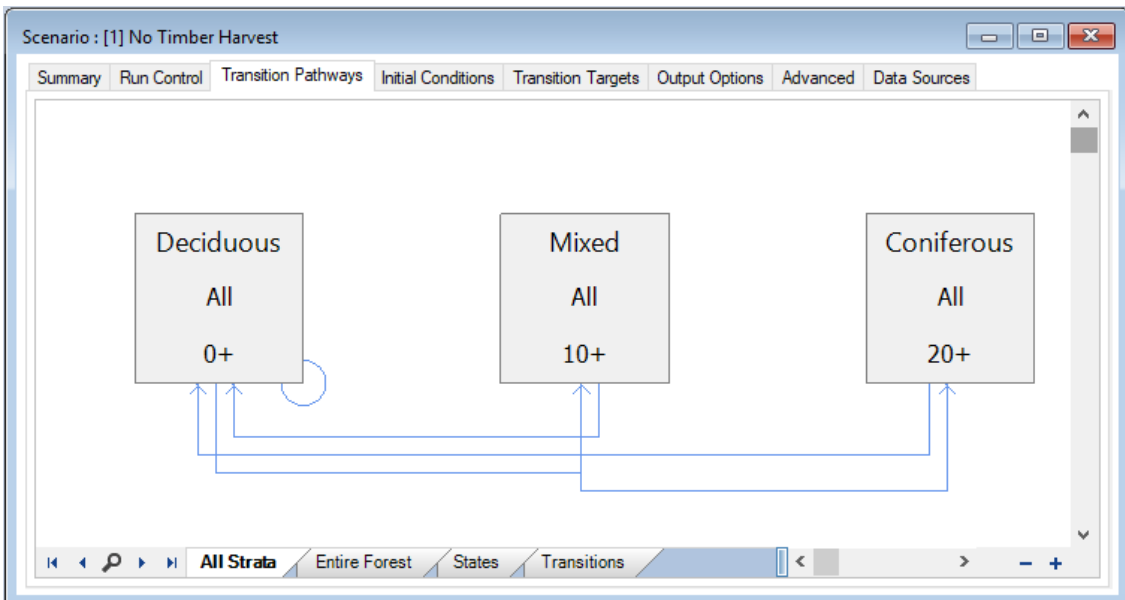 Scenario : [1] No Timber Harvest
Summary Run Control Transition Pathways Initial Conditions Transition Targets Output Options Advanced Data Sources
Deciduous Mixed Coniferous
All All All
0+ 10+ 20+
All Strata Entire Forest States Transitions